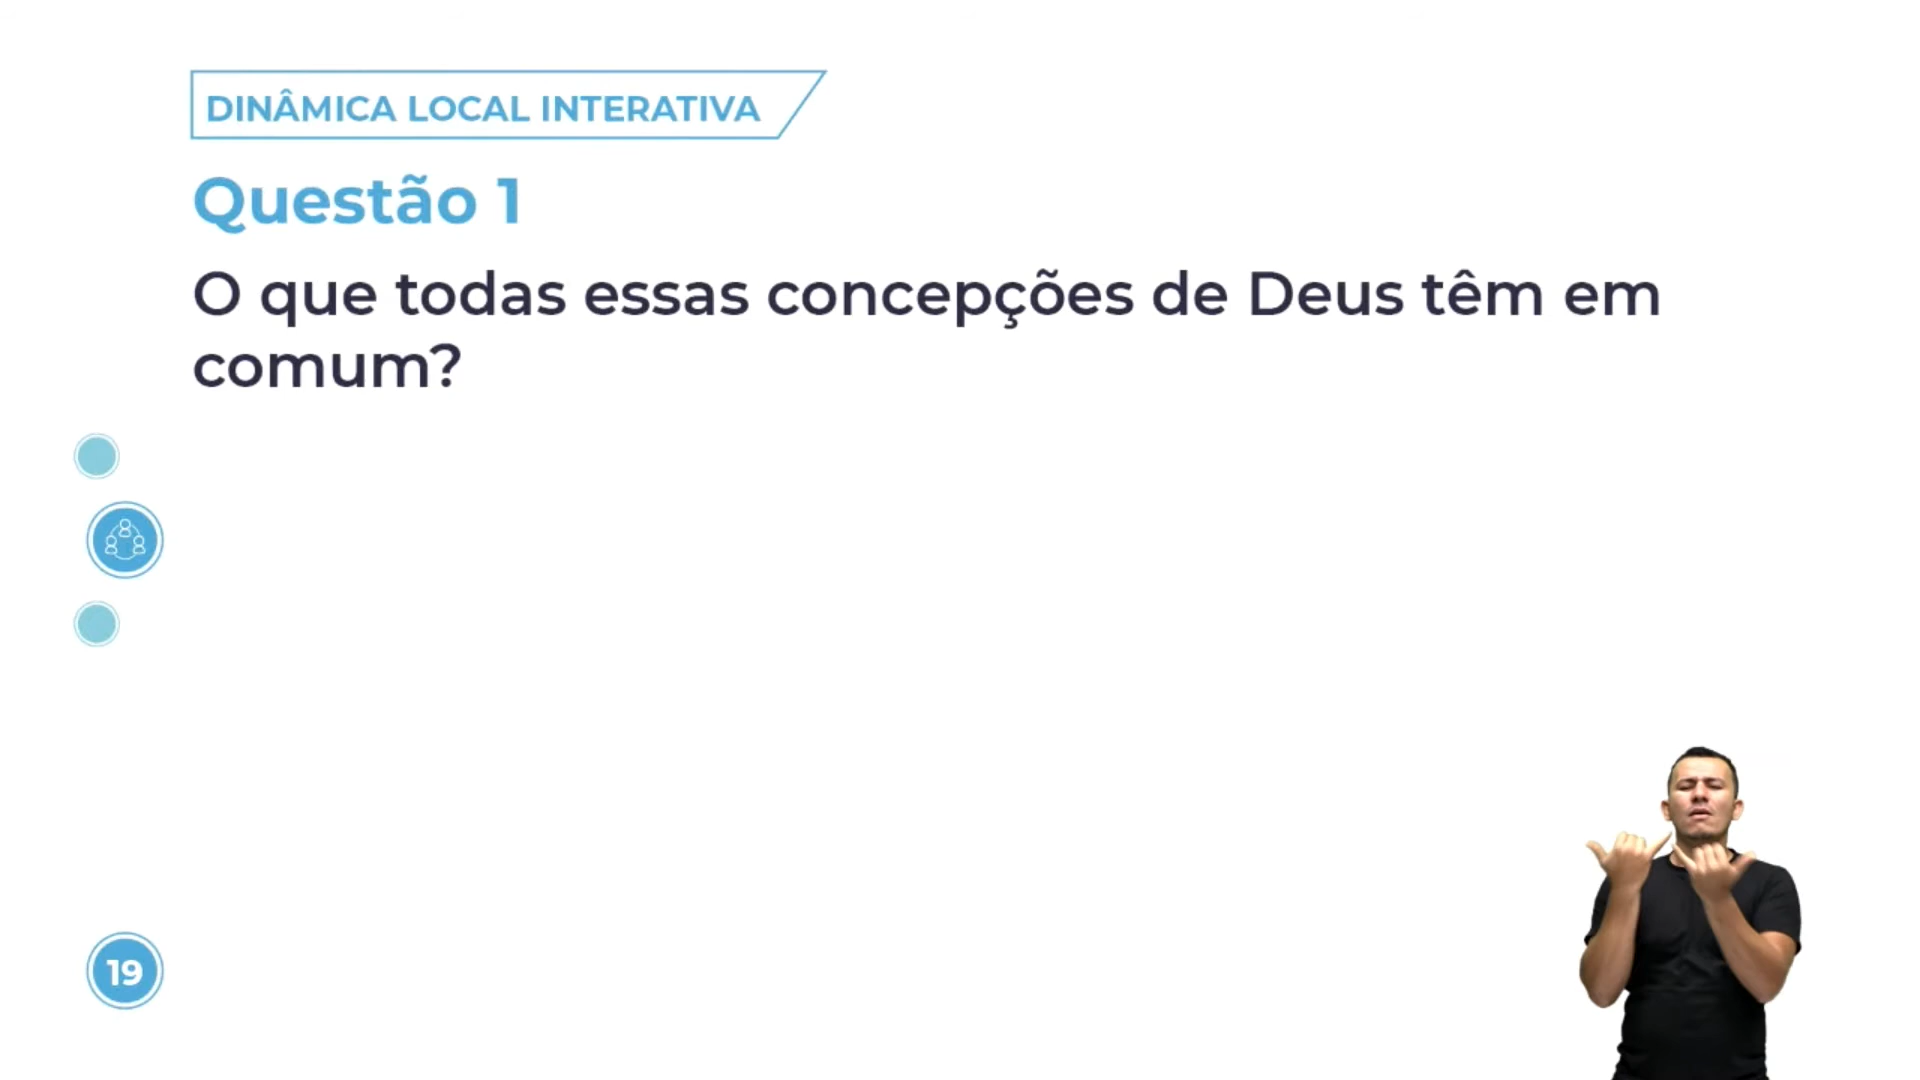 DINÂMICA LOCAL INTERATIVA
Questão 1
O que todas essas concepções de Deus têm em
comum?
19